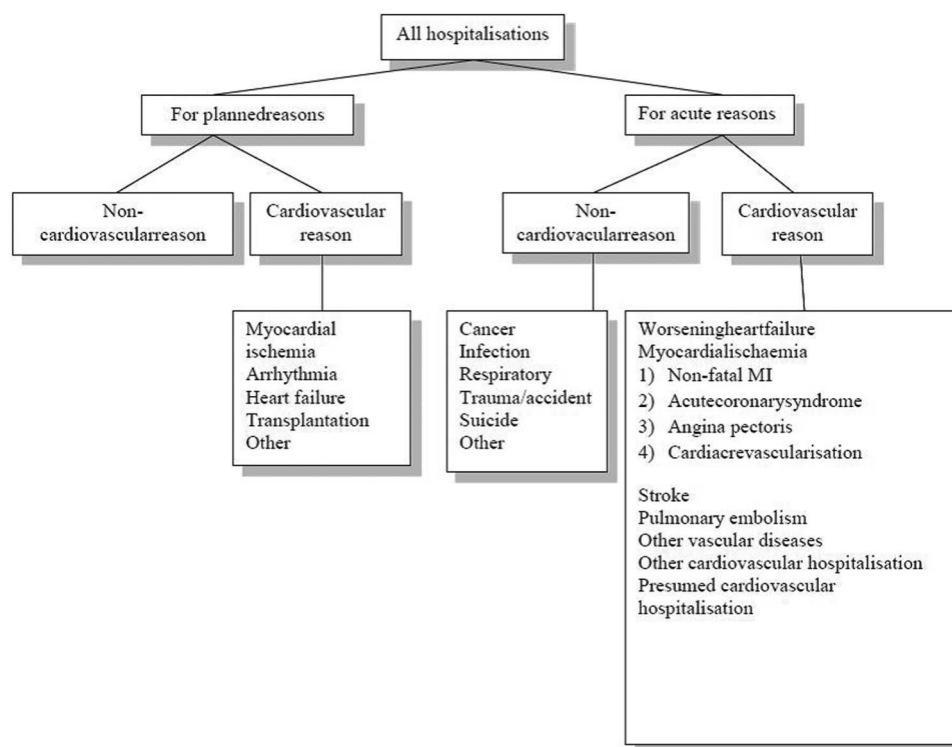 All hospitalisations
For plannedreasons
For acute reasons
Non-
cardiovascularreason
Cardiovascular
reason
Non-
cardiovacularreason
Cardiovascular
reason
Myocardial
ischemia
Arrhythmia
Heart failure
Transplantation
Other
Cancer
Infection
Respiratory
Trauma/accident
Suicide
Other
Worseningheartfailure
Myocardialischaemia
1) Non-fatal MI
2) Acutecoronarysyndrome
3) Angina pectoris
4) Cardiacrevascularisation
Stroke
Pulmonary embolism
Other vascular diseases
Other cardiovascular hospitalisation
Presumed cardiovascular
hospitalisation